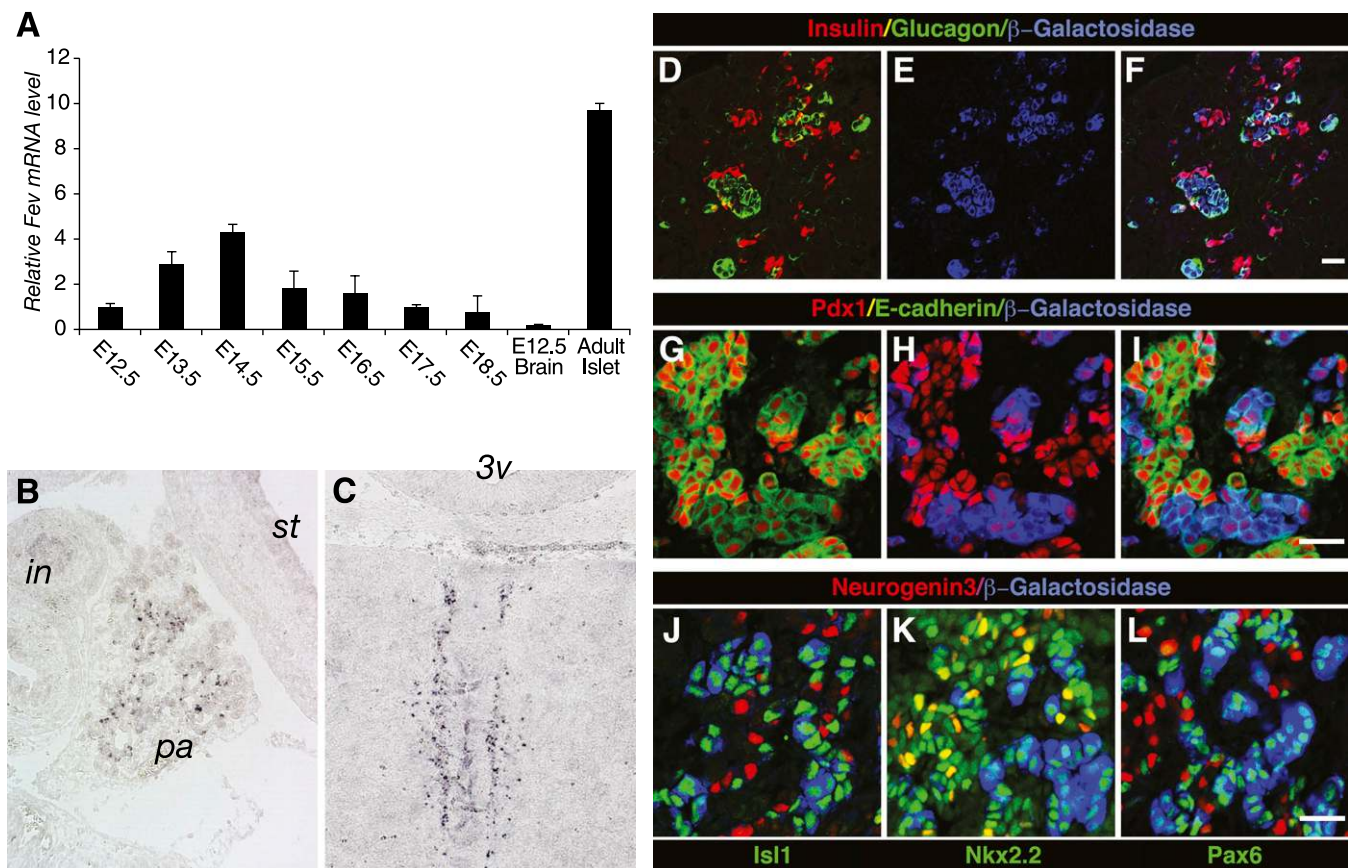 A
Relative Fev mRNA level
12
10
8
6
4
2
0
E12.5
E13.5
E14.5
E15.5
E16.5
E17.5
E18.5
E12.5
Brain
Adult
Islet
B
in
st
pa
C
3v
Insulin/Glucagon/β–Galactosidase
D
E
F
Pdx1/E-cadherin/β–Galactosidase
G
H
I
Neurogenin3/β–Galactosidase
J
K
L
Isl1
Nkx2.2
Pax6